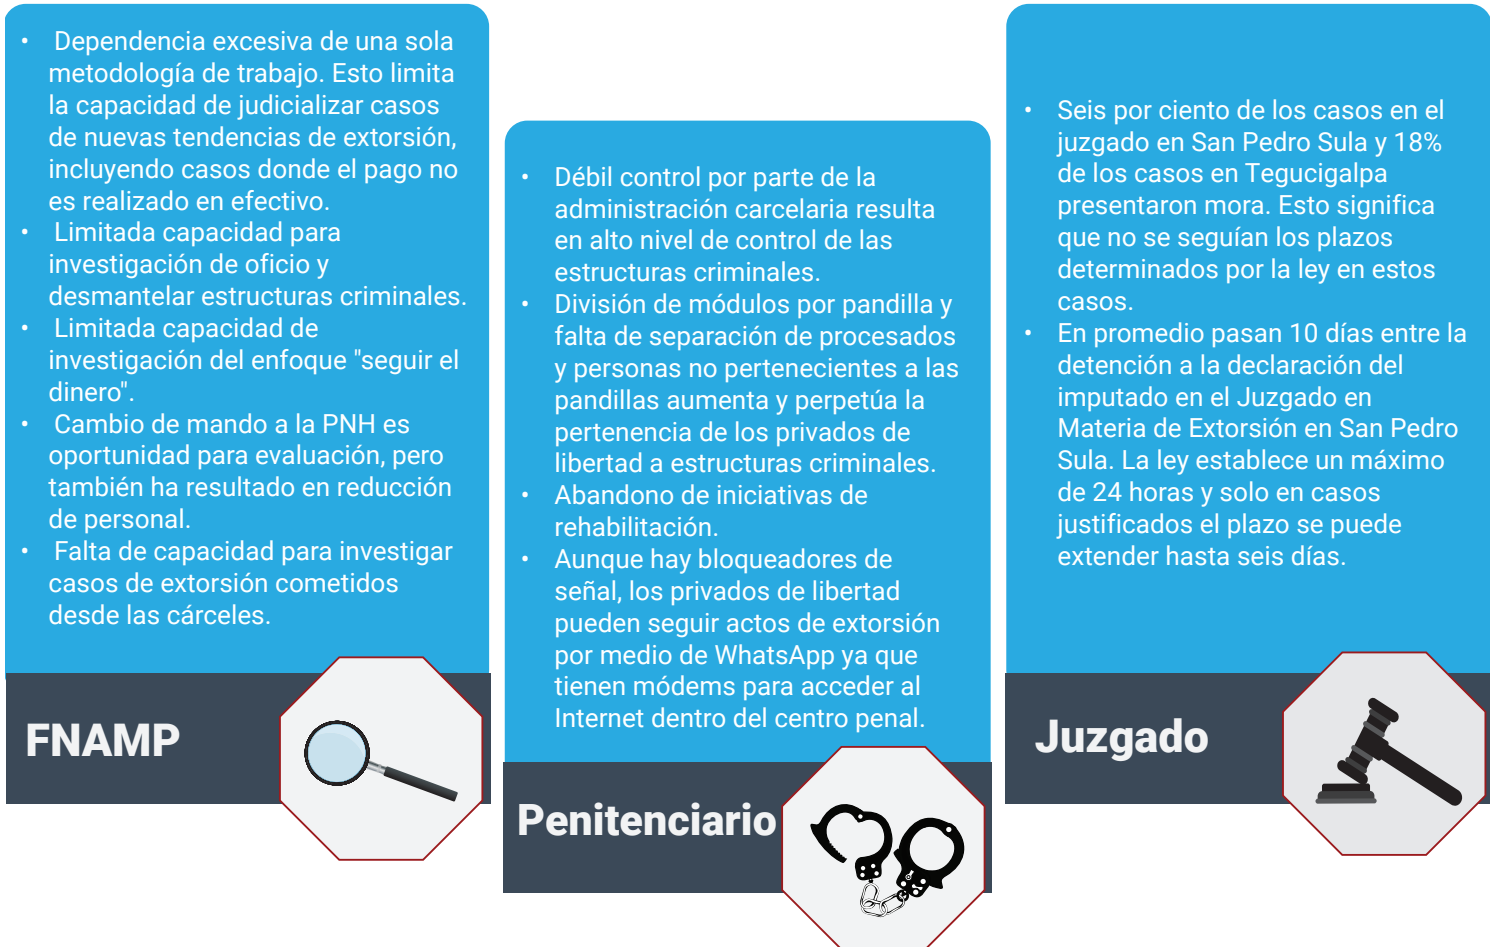 • Dependencia excesiva de una sola
metodología de trabajo. Esto limita
la capacidad de judicializar casos
de nuevas tendencias de extorsión,
incluyendo casos donde el pago no
es realizado en efectivo.
• Limitada capacidad para
investigación de oficio y
desmantelar estructuras criminales.
• Limitada capacidad de
investigación del enfoque "seguir el
dinero".
• Cambio de mando a la PNH es
oportunidad para evaluación, pero
también ha resultado en reducción
de personal.
• Falta de capacidad para investigar
casos de extorsión cometidos
desde las cárceles.
FNAMP
• Débil control por parte de la
administración carcelaria resulta
en alto nivel de control de las
estructuras criminales.
• División de módulos por pandilla y
falta de separación de procesados
y personas no pertenecientes a las
pandillas aumenta y perpetúa la
pertenencia de los privados de
libertad a estructuras criminales.
• Abandono de iniciativas de
rehabilitación.
• Aunque hay bloqueadores de
señal, los privados de libertad
pueden seguir actos de extorsión
por medio de WhatsApp ya que
tienen módems para acceder al
Internet dentro del centro penal.
Penitenciario
• Seis por ciento de los casos en el
juzgado en San Pedro Sula y 18%
de los casos en Tegucigalpa
presentaron mora. Esto significa
que no se seguían los plazos
determinados por la ley en estos
casos.
• En promedio pasan 10 días entre la
detención a la declaración del
imputado en el Juzgado en
Materia de Extorsión en San Pedro
Sula. La ley establece un máximo
de 24 horas y solo en casos
justificados el plazo se puede
extender hasta seis días.
Juzgado